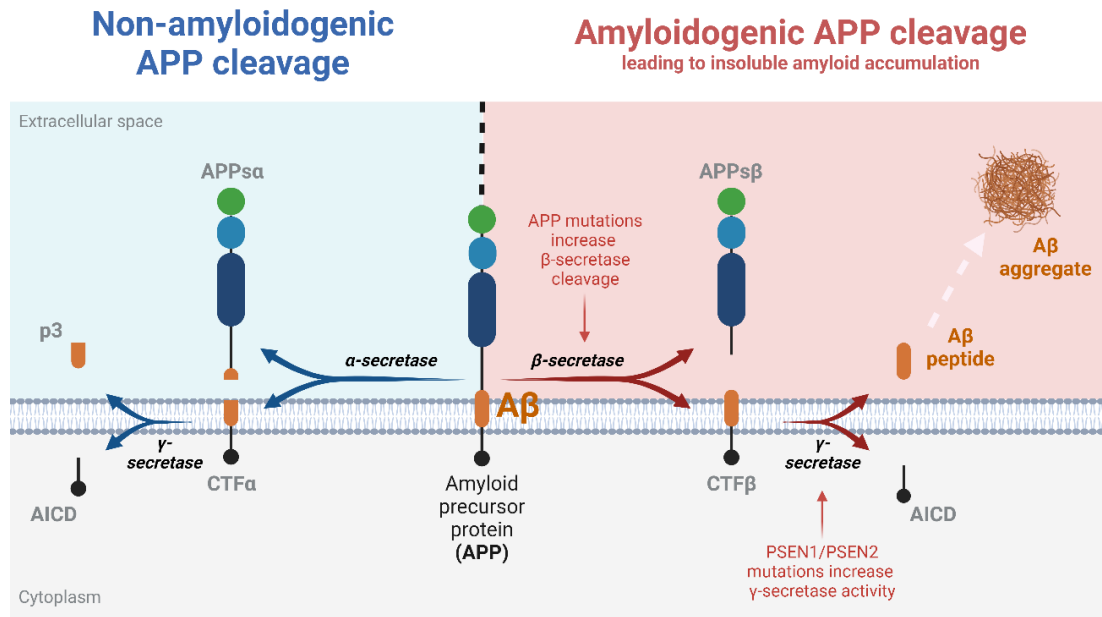 Non-amyloidogenic
APP cleavage
Amyloidogenic APP cleavage
leading to insoluble amyloid accumulation
Extracellular space
APPsα
APPsβ
APP mutations
increase
β-secretase
cleavage
Aβ
aggregate
p3
α-secretase
β-secretase
Aβ
peptide
Aβ
γ-
secretase
γ-
secretase
CTFα
Amyloid
precursor
protein
(APP)
CTFβ
AICD
AICD
PSEN1/PSEN2
mutations increase
γ-secretase activity
Cytoplasm